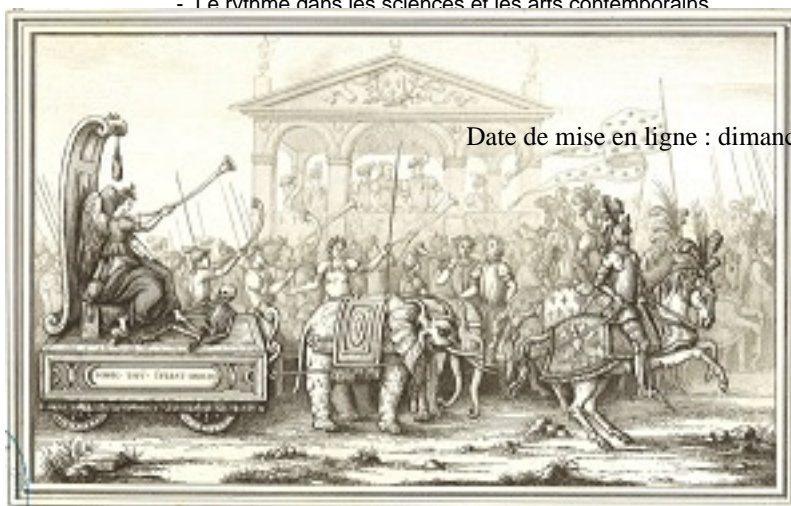 - Le rythme dans les sciences et les arts contemporains
Date de mise en ligne : dimanc